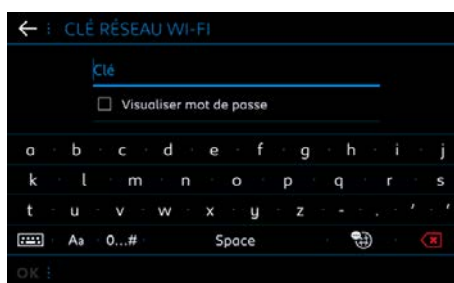 CLÉ RÉSEAU WI-FI
Clé
Visualiser mot de passe
a b c d e f g h i j
k l m n o p q r s
t u v w x y z - . ' ,
Aa 0...# Space
OK